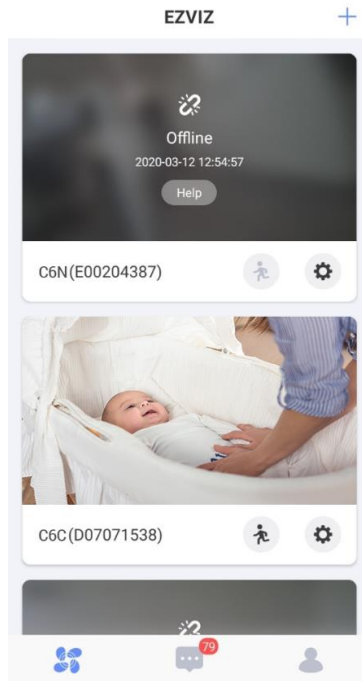 EZVIZ
Offline
2020-03-12 12:54:57
Help
C6N(E00204387)
C6C(D07071538)
79